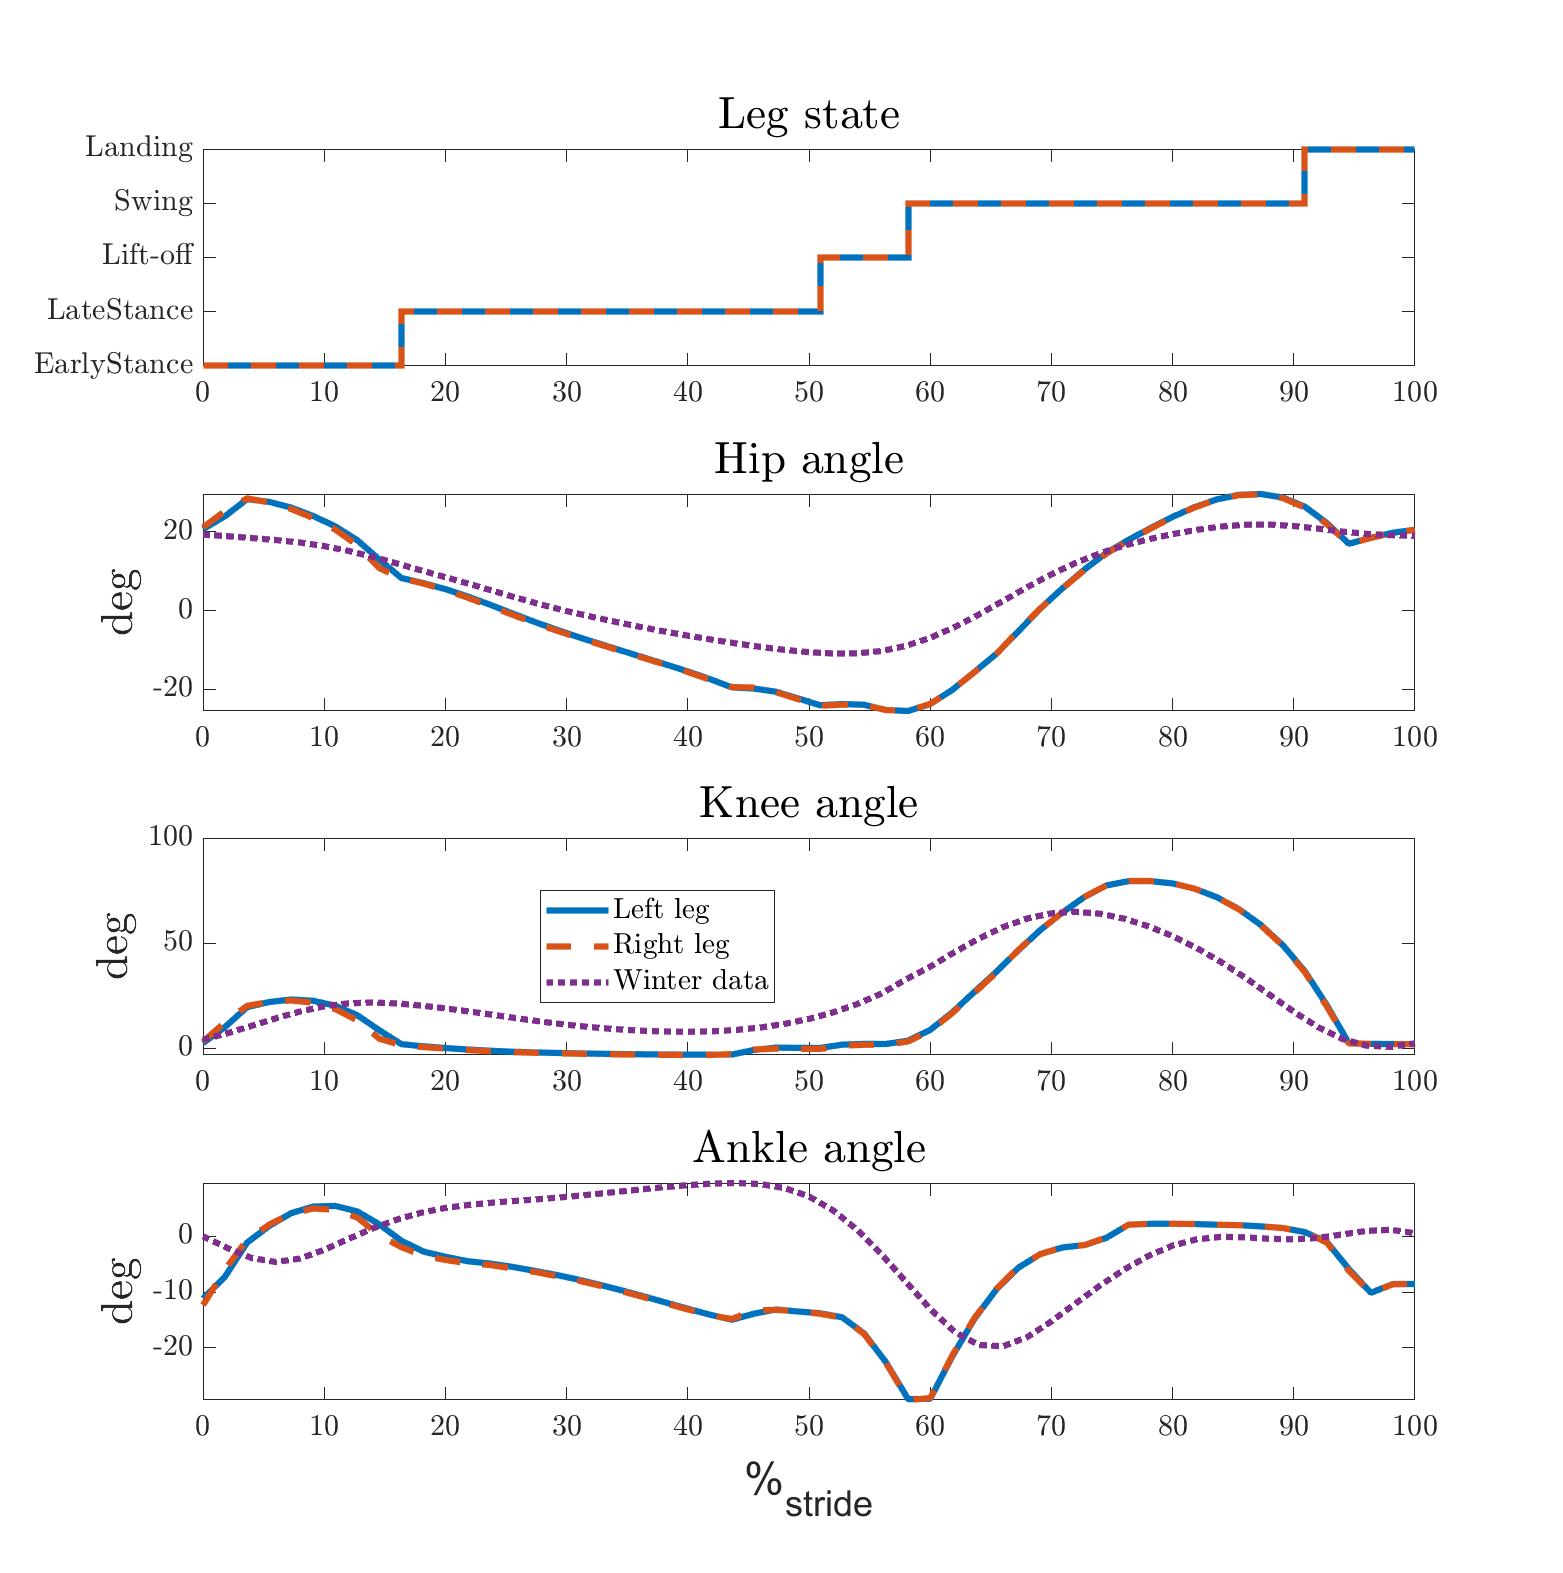 Leg state
Landing
Swing
Lift-off
LateStance
EarlyStance
0 10 20 30 40 50 60 70 80 90 100
Hip angle
deg
20
0
-20
0 10 20 30 40 50 60 70 80 90 100
Knee angle
deg
100
50
0
Left leg
Right leg
Winter data
0 10 20 30 40 50 60 70 80 90 100
Ankle angle
deg
0
-10
-20
0 10 20 30 40 50 60 70 80 90 100
%stride